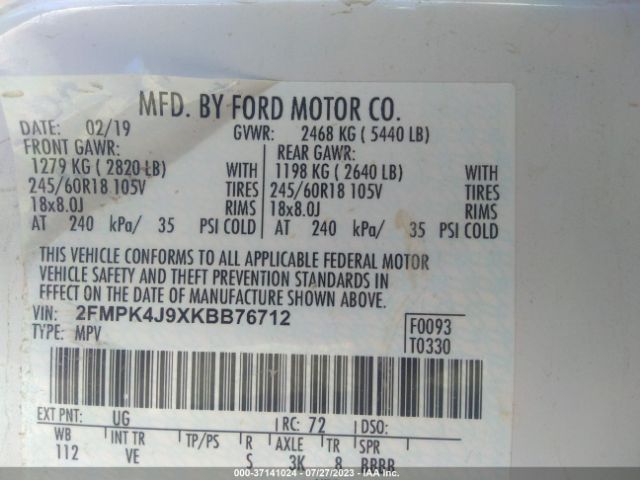 MFD. BY FORD MOTOR CO.
DATE: 02/19 GVWR: 2468 KG ( 5440 LB)
FRONT GAWR: REAR GAWR:
1279 KG ( 2820 LB) WITH 1198 KG ( 2640 LB) WITH
245/60R18 105V TIRES 245/60R18 105V TIRES
18x8.0J RIMS 18x8.0J RIMS
AT 240 kPa/ 35 PSI COLD AT 240 kPa/ 35 PSI COLD
THIS VEHICLE CONFORMS TO ALL APPLICABLE FEDERAL MOTOR
VEHICLE SAFETY AND THEFT PREVENTION STANDARDS IN
EFFECT ON THE DATE OF MANUFACTURE SHOWN ABOVE.
VIN: 2FMPK4J9XKBB76712
TYPE: MPV
F0093
T0330
EXT PNT: UG RC: 72 DSO:
WB INT TR TP/PS R AXLE TR SPR
112 VE S 3K 8 BBBB
000-37141024 | 07/27/2023 - IAA Inc.